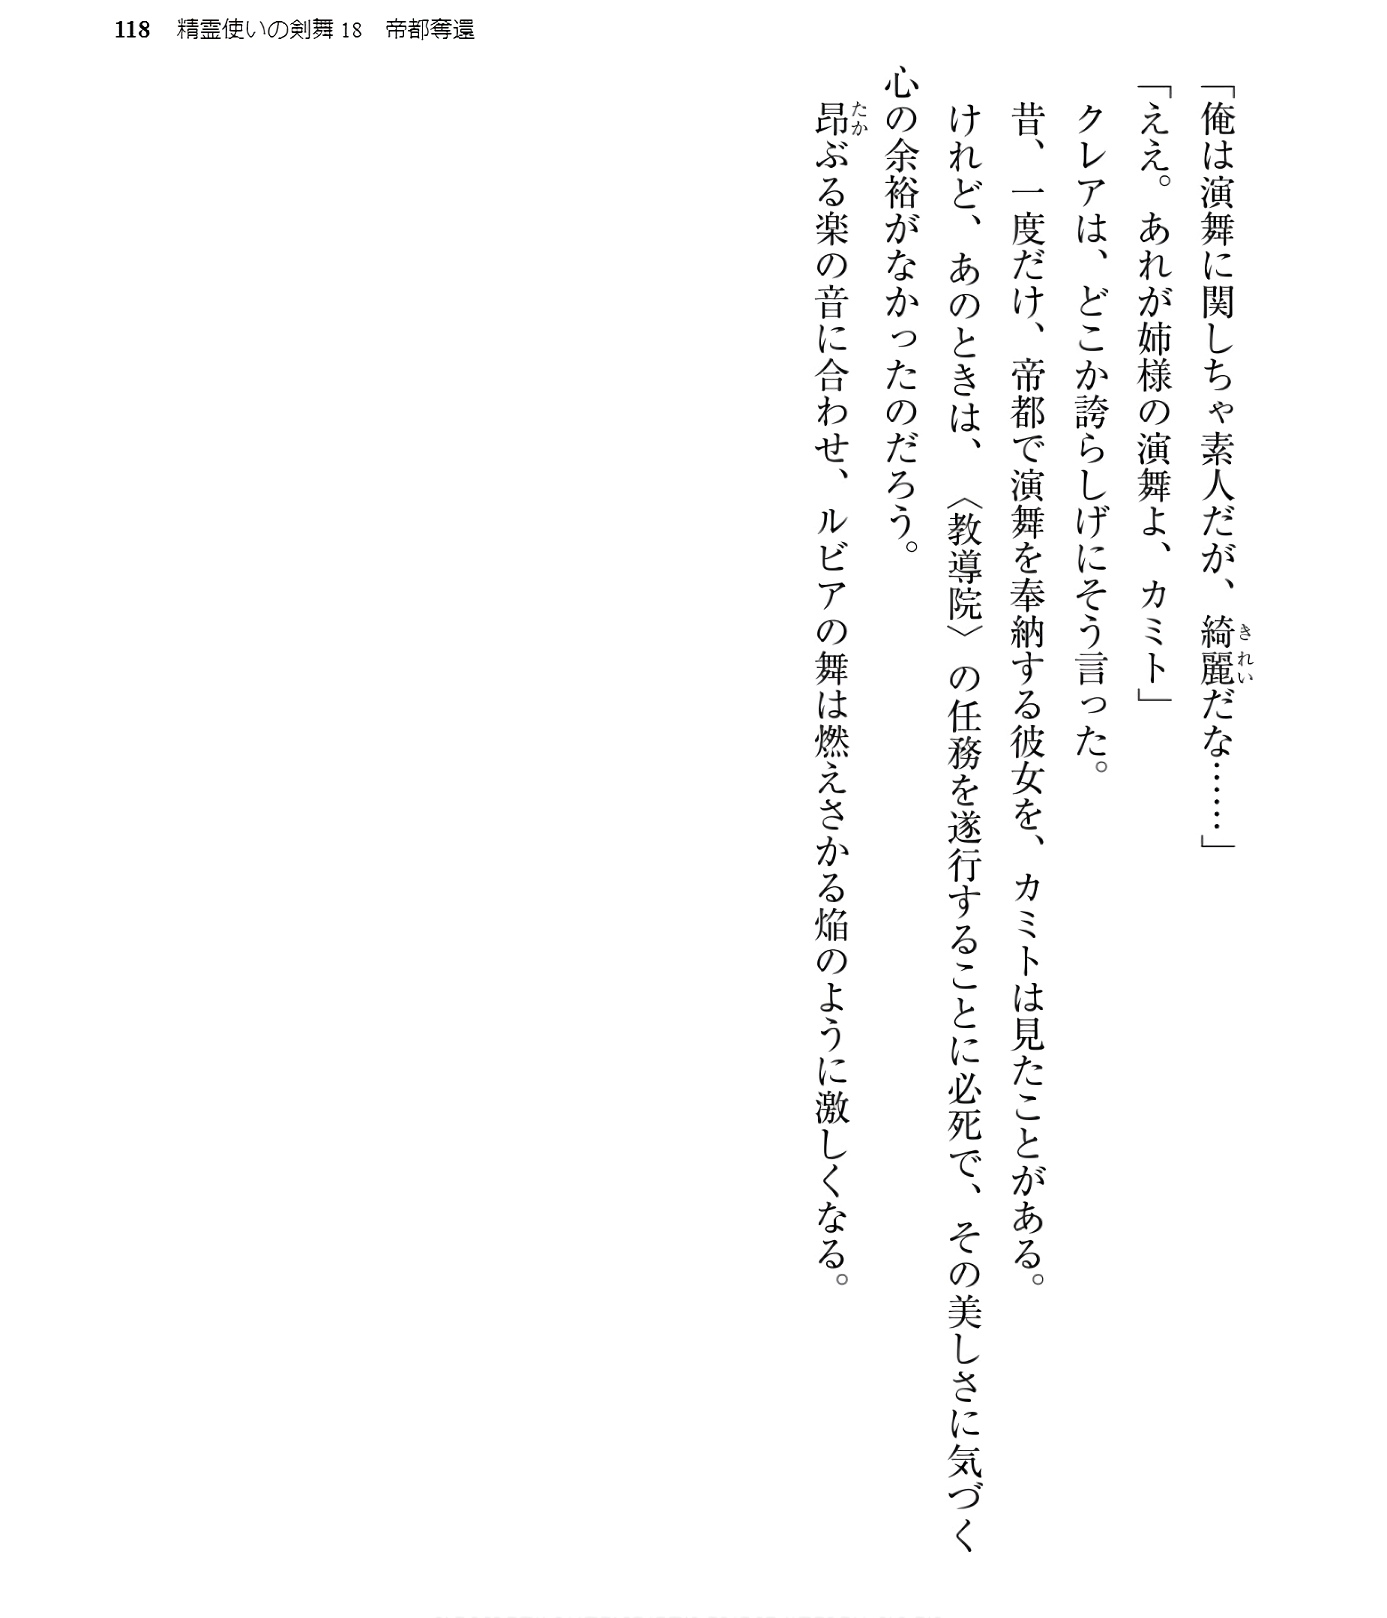 118 精霊使いの剣舞 18 帝都奪還
「俺は演舞に関しちゃ素人だが、綺麗だな……」
「ええ。あれが姉様の演舞よ、カミト」
クレアは、どこか誇らしげにそう言った。
昔、一度だけ、帝都で演舞を奉納する彼女を、カミトは見たことがある。
けれど、あのときは、〈教導院〉の任務を遂行することに必死で、その美しさに気づく
心の余裕がなかったのだろう。
昂ぶる楽の音に合わせ、ルビアの舞は燃えさかる焔のように激しくなる。